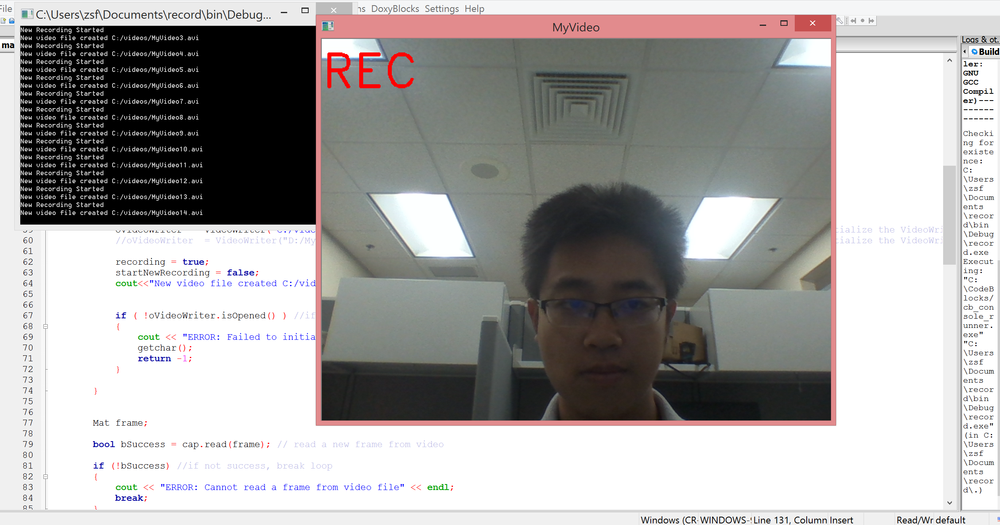 File
DoxyBlocks Settings Help
C:\Users\zsf\Documents\record\bin\Debug...
New Recording Started
New video file created C:/videos/MyVideo3.avi
New Recording Started
New video file created C:/videos/MyVideo4.avi
New Recording Started
New video file created C:/videos/MyVideo5.avi
New Recording Started
New video file created C:/videos/MyVideo6.avi
New Recording Started
New video file created C:/videos/MyVideo7.avi
New Recording Started
New video file created C:/videos/MyVideo8.avi
New Recording Started
New video file created C:/videos/MyVideo9.avi
New Recording Started
New video file created C:/videos/MyVideo10.avi
New Recording Started
New video file created C:/videos/MyVideo11.avi
New Recording Started
New video file created C:/videos/MyVideo12.avi
New Recording Started
New video file created C:/videos/MyVideo13.avi
New Recording Started
New video file created C:/videos/MyVideo14.avi
MyVideo
REC
60 //oVideoWriter = VideoWriter("D:/My
tialize the VideoWri
tialize the VideoWri
61
62 recording = true;
63 startNewRecording = false;
64 cout<<"New video file created C:/vid
65
66
67 if ( !oVideoWriter.isOpened() ) //if
68 {
69 cout << "ERROR: Failed to initia
70 getchar();
71 return -1;
72 }
73
74 }
75
76
77 Mat frame;
78
79 bool bSuccess = cap.read(frame); // read a new frame from video
80
81 if (!bSuccess) //if not success, break loop
82 {
83 cout << "ERROR: Cannot read a frame from video file" << endl;
84 break;
85 }
Logs & ot.
Build
ler:
GNU
GCC
Compil
er)---
------
------
Checki
ng for
existe
nce:
C:
\Users
\zsf
\Docum
ents
\recor
d\bin
\Debug
\recor
d.exe
Execut
ing:
"C:
\CodeB
locks/
cb_con
sole_r
unner.
exe"
"C:
\Users
\zsf
\Docum
ents
\recor
d\bin
\Debug
\recor
d.exe"
(in C:
\Users
\zsf
\Docum
ents
\recor
d\.)
Windows (CR- WINDOWS- Line 131, Column Insert Read/Wr default